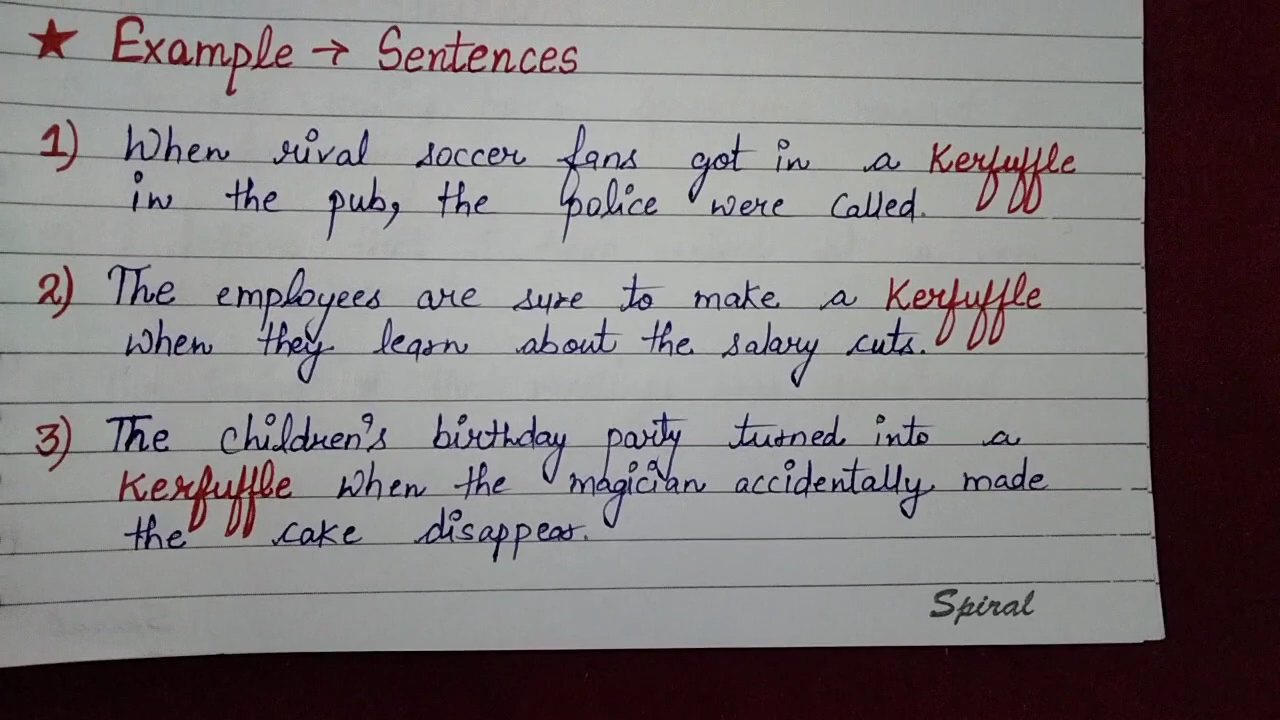 ★ Example → Sentences
1) When rival soccer fans got in a Kerfuffle
in the pub, the police were called.
2) The employees are sure to make a Kerfuffle
when they learn about the salary cuts.
3) The children's birthday party turned into a
Kerfuffle when the magician accidentally made
the cake disappear.
Spiral